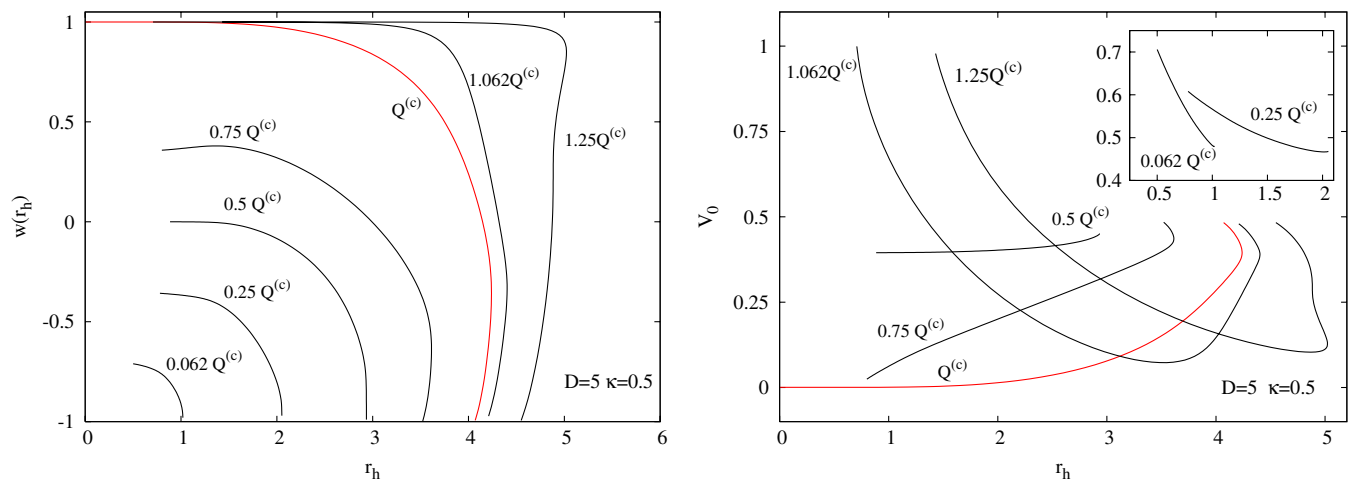 1
0.5
0
-0.5
-1
w(r_h)
0
1
2
3
4
5
6
r_h
0.75 Q^(c)
0.5 Q^(c)
0.25 Q^(c)
0.062 Q^(c)
Q^(c)
1.062Q^(c)
1.25Q^(c)
D=5 κ=0.5
1
0.75
0.5
0.25
0
V_0
0
1
2
3
4
5
r_h
1.062Q^(c)
1.25Q^(c)
0.5 Q^(c)
0.75 Q^(c)
Q^(c)
D=5 κ=0.5
0.7
0.6
0.5
0.4
0.5
1
1.5
2
0.25 Q^(c)
0.062 Q^(c)